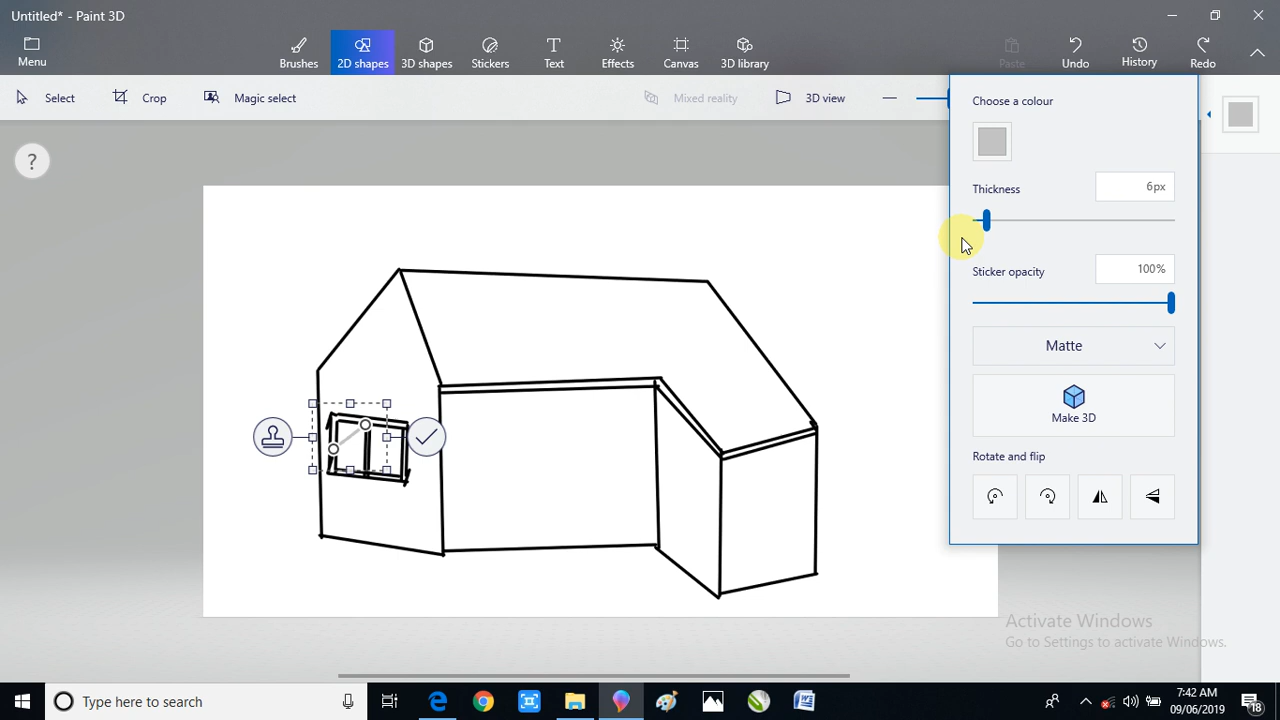 Untitled* - Paint 3D
Menu
Brushes
2D shapes
3D shapes
Stickers
Text
Effects
Canvas
3D library
Paste
Undo
History
Redo
Select
Crop
Magic select
Mixed reality
3D view
?
Choose a colour
Thickness
6px
Sticker opacity
100%
Matte
Make 3D
Rotate and flip
Activate Windows
Go to Settings to activate Windows.
Type here to search
7:42 AM
09/06/2019
18